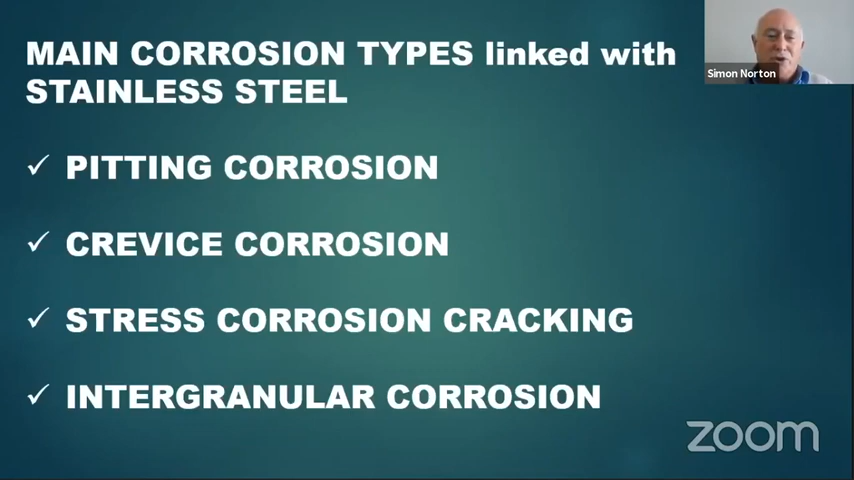 MAIN CORROSION TYPES linked with
STAINLESS STEEL
✓ PITTING CORROSION
✓ CREVICE CORROSION
✓ STRESS CORROSION CRACKING
✓ INTERGRANULAR CORROSION
Simon Norton
zoom